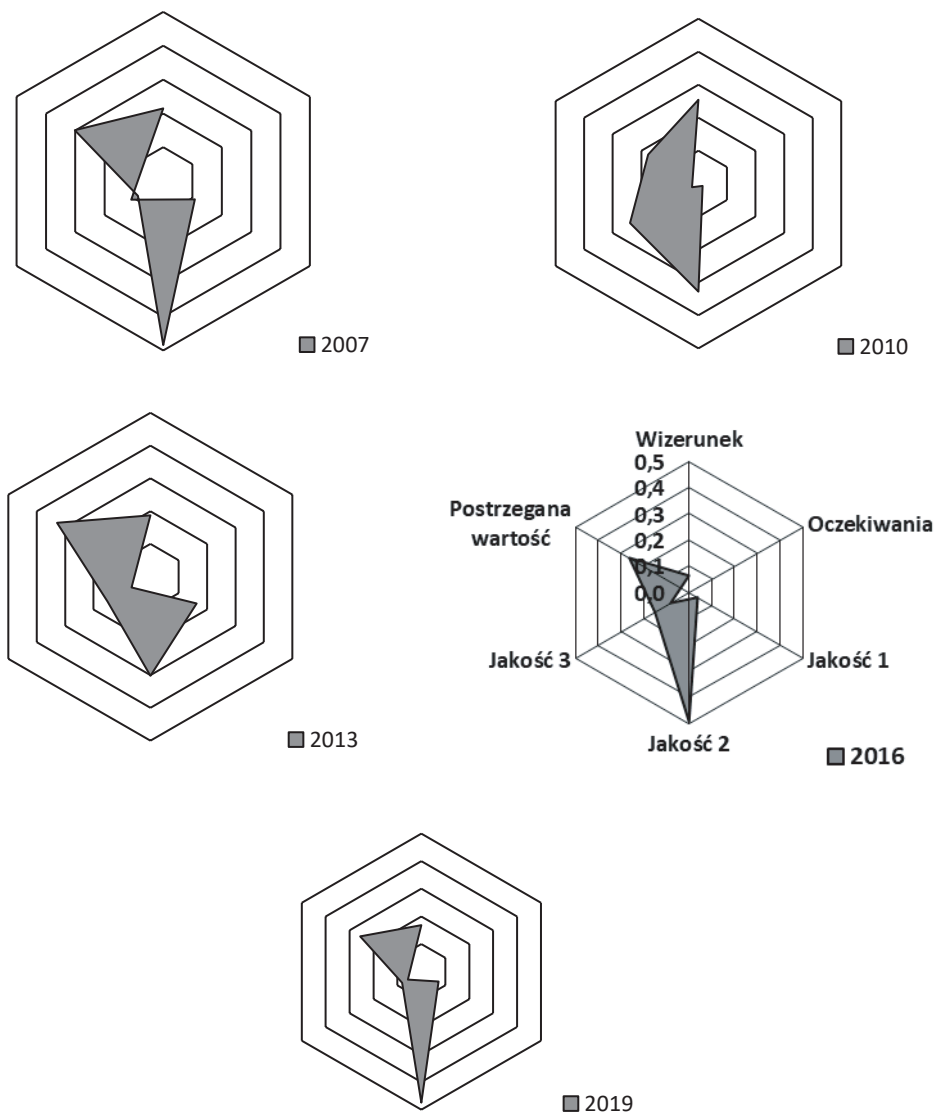 2007
2010
Wizerunek
0,5
0,4
0,3
0,2
0,1
0,0
Postrzegana
wartość
Oczekiwania
Jakość 3
Jakość 1
Jakość 2
2013
2016
2019